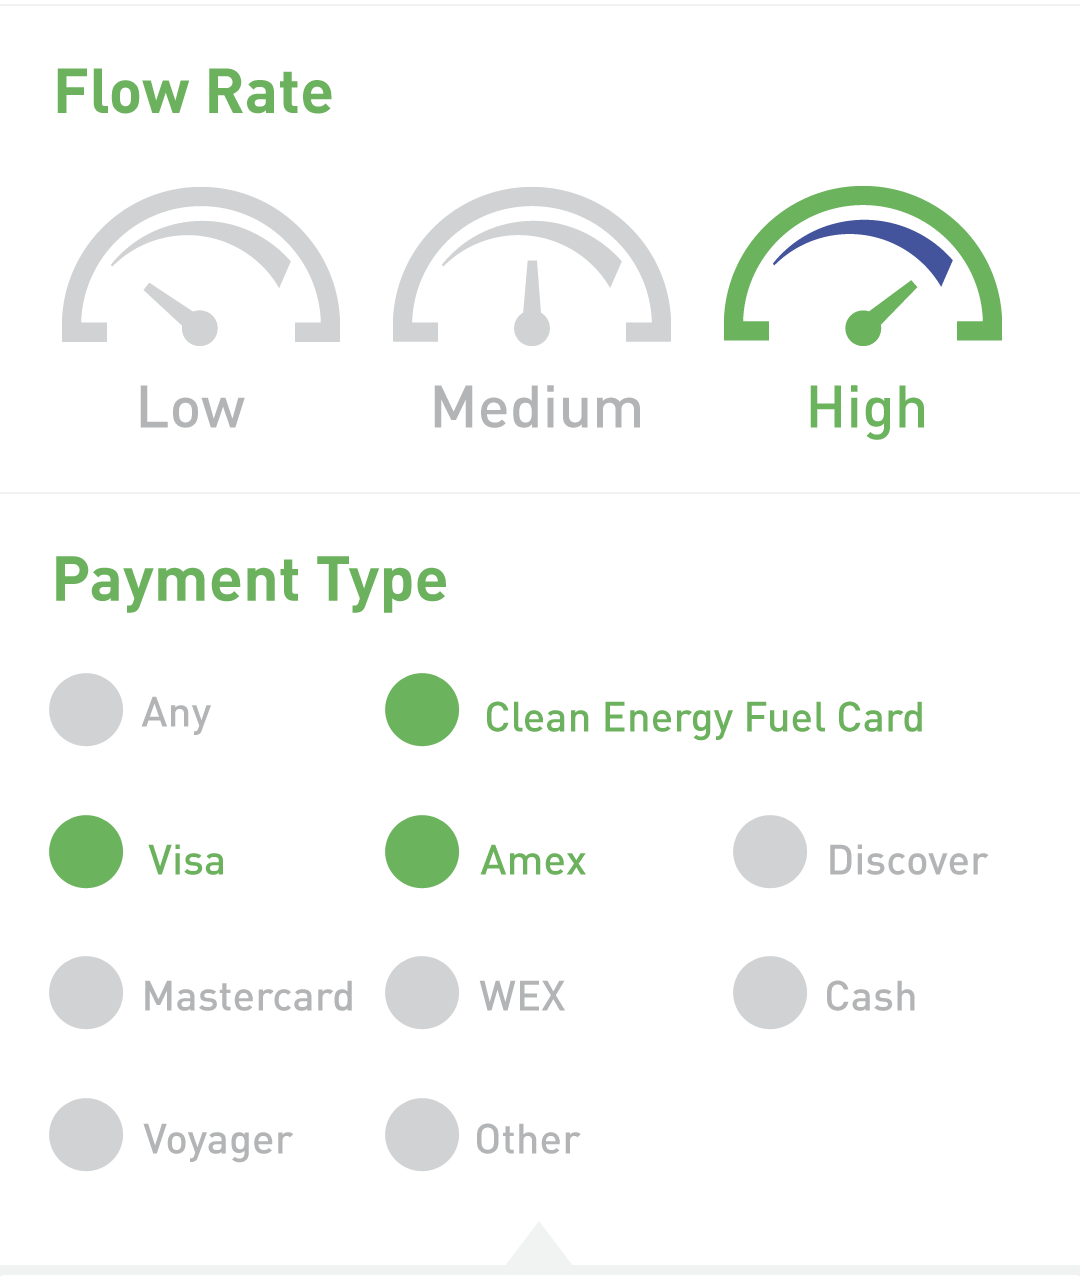 Flow Rate
Low Medium High
Payment Type
Any Clean Energy Fuel Card
Visa Amex Discover
Mastercard WEX Cash
Voyager Other